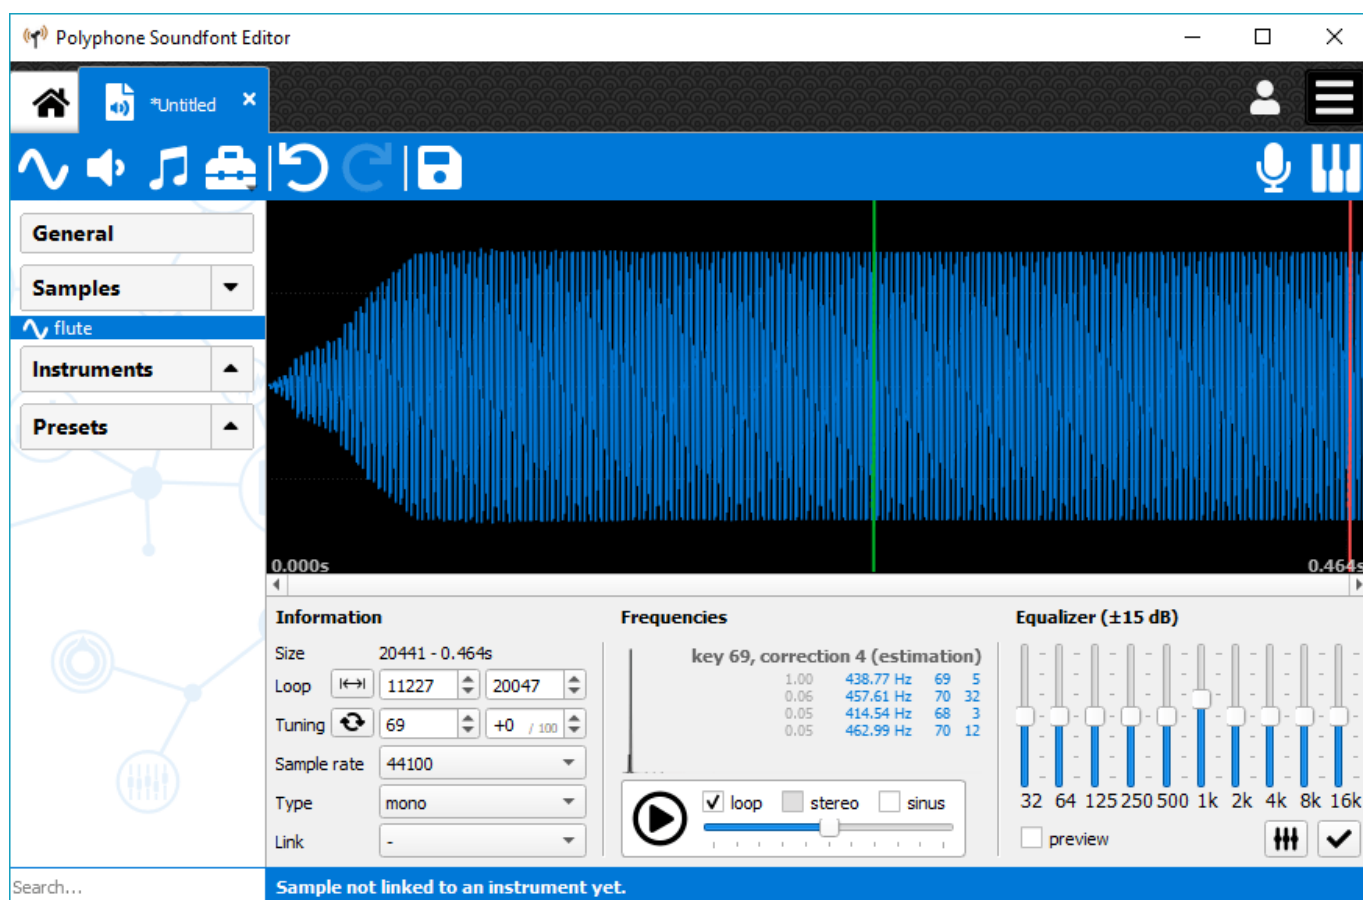 Polyphone Soundfont Editor
*Untitled
General
Samples
flute
Instruments
Presets
Search...
0.000s 0.464s
Information
Size 20441 - 0.464s
Loop 11227 20047
Tuning 69 +0 / 100
Sample rate 44100
Type mono
Link -
Frequencies
key 69, correction 4 (estimation)
1.00 438.77 Hz 69 5
0.06 457.61 Hz 70 32
0.05 414.54 Hz 68 3
0.05 462.99 Hz 70 12
loop stereo sinus
Equalizer (±15 dB)
32 64 125 250 500 1k 2k 4k 8k 16k
preview
Sample not linked to an instrument yet.